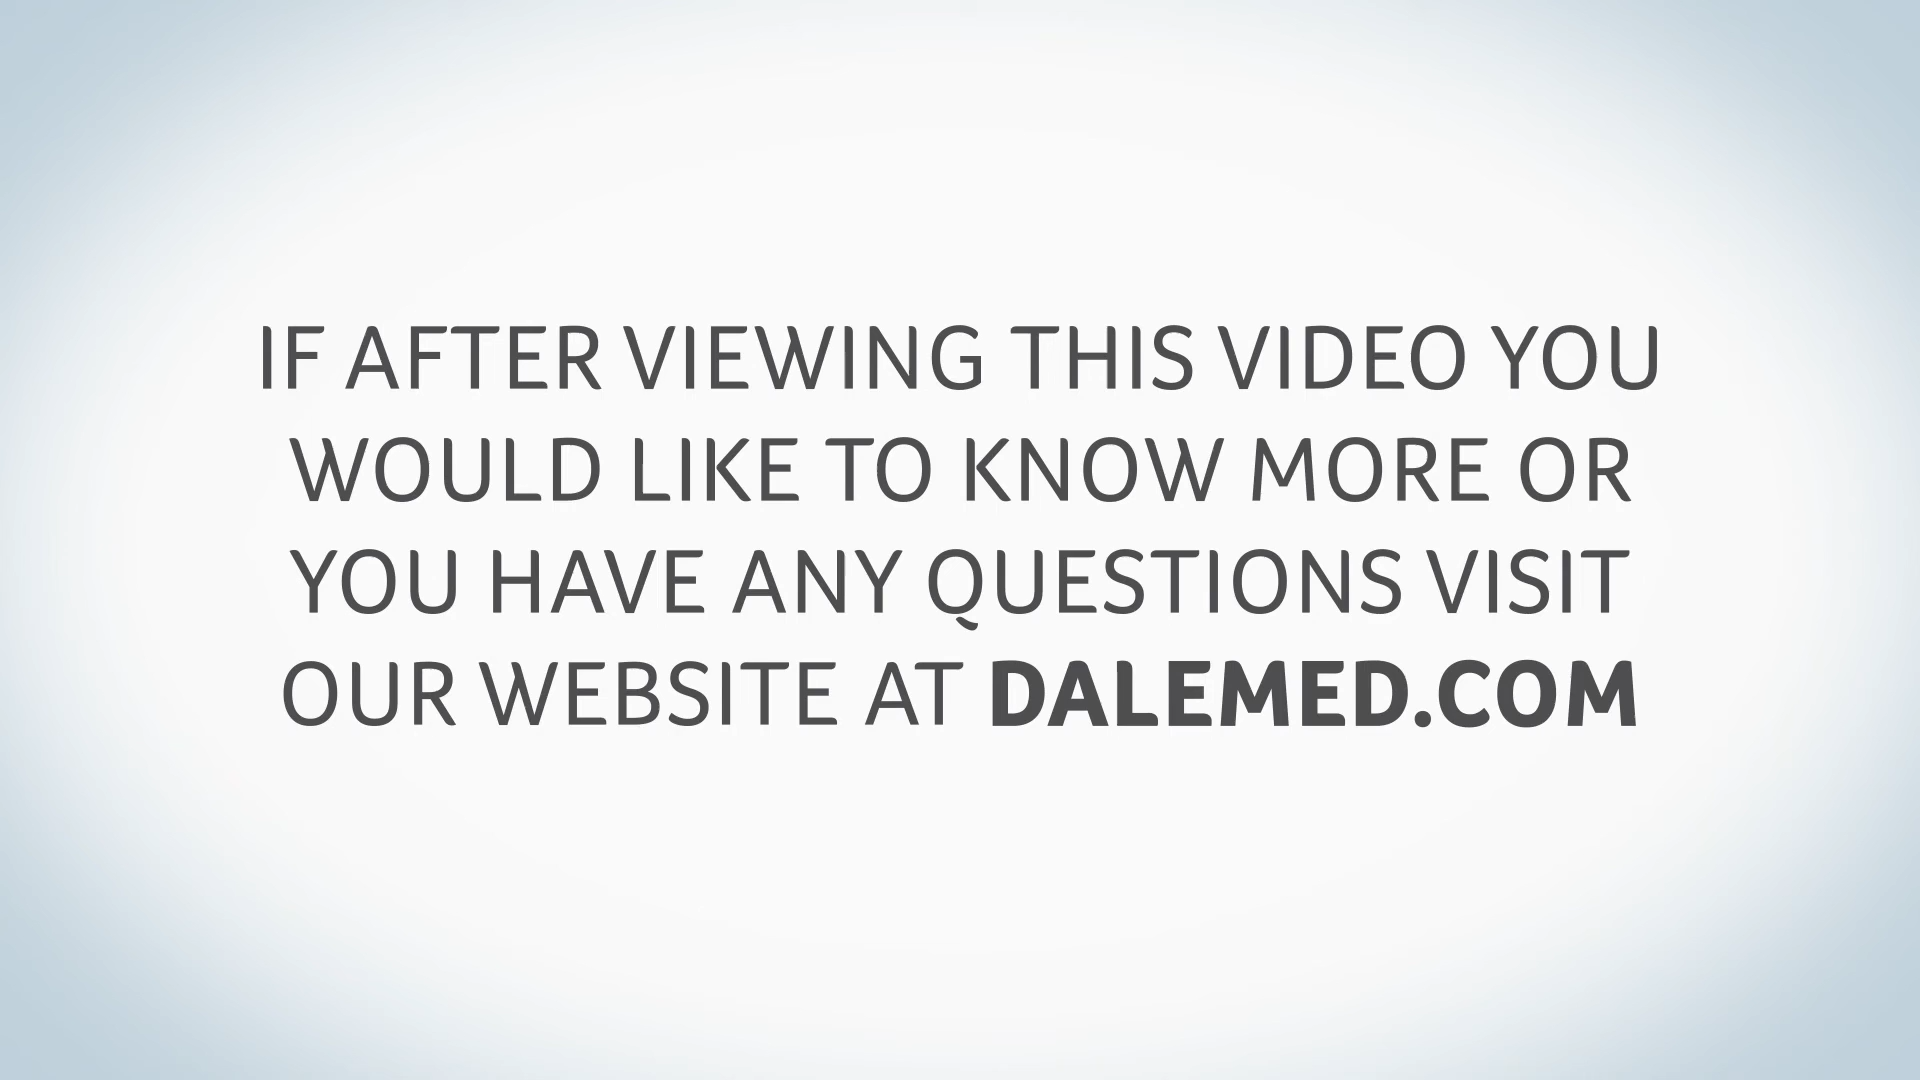 IF AFTER VIEWING THIS VIDEO YOU
WOULD LIKE TO KNOW MORE OR
YOU HAVE ANY QUESTIONS VISIT
OUR WEBSITE AT DALEMED.COM